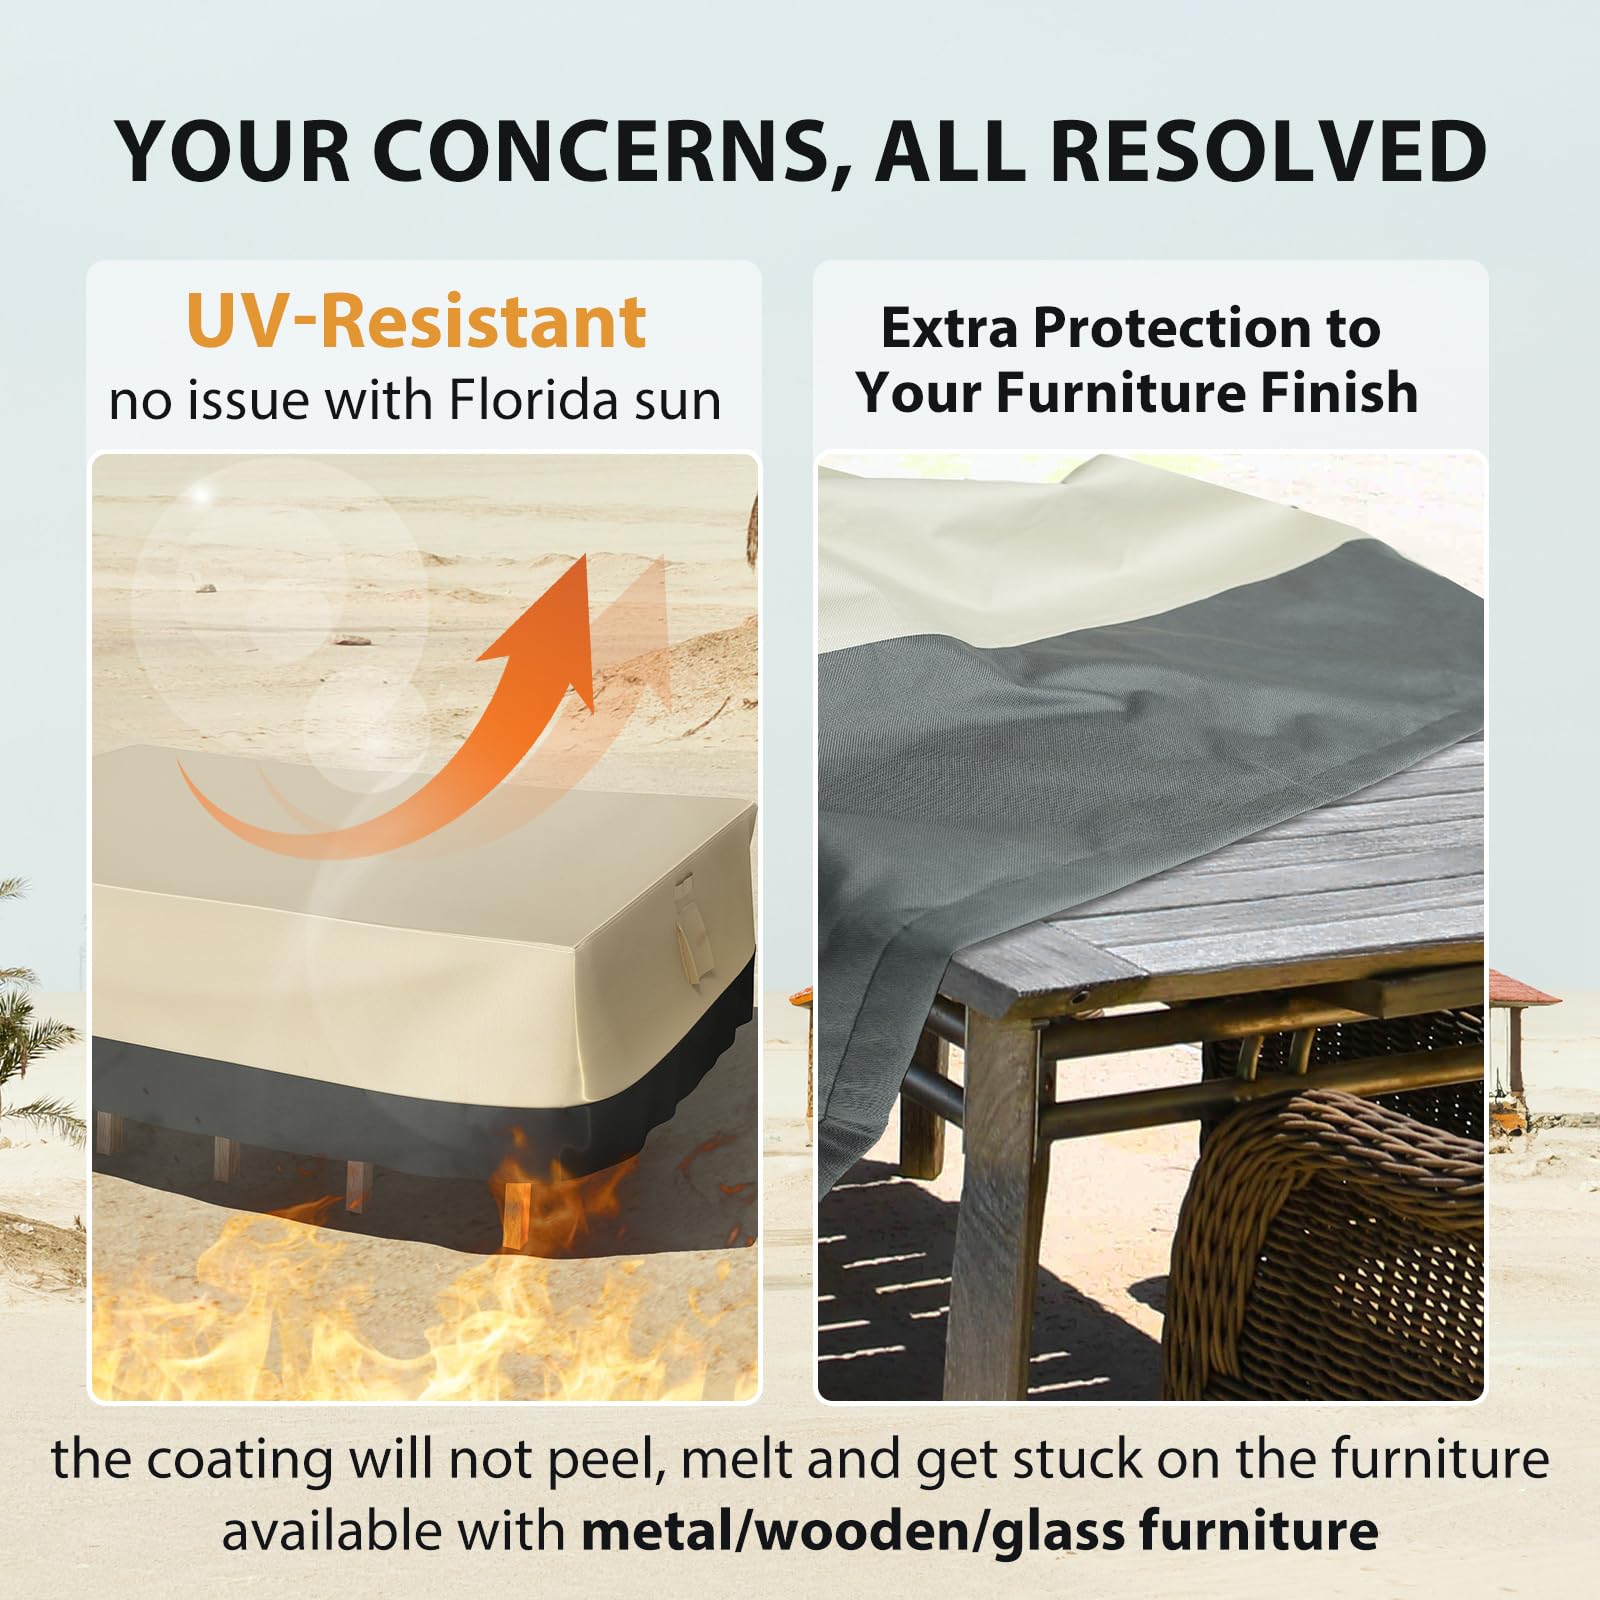 YOUR CONCERNS, ALL RESOLVED
UV-Resistant
no issue with Florida sun
Extra Protection to
Your Furniture Finish
the coating will not peel, melt and get stuck on the furniture
available with metal/wooden/glass furniture